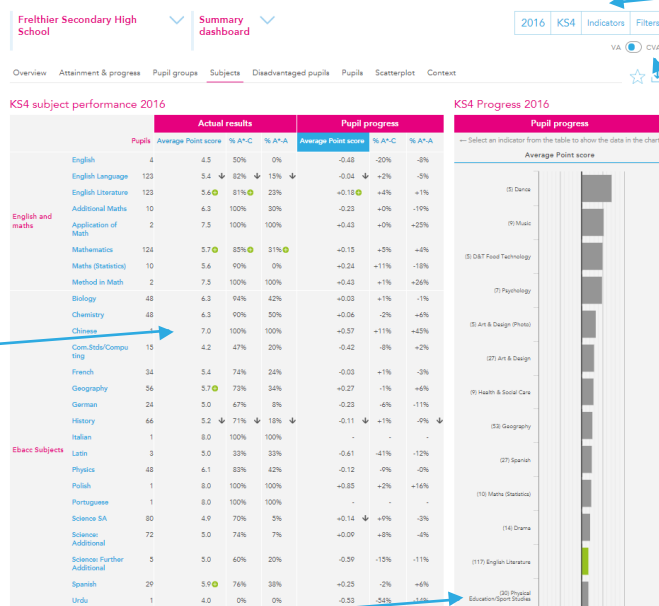 Frelthier Secondary High School
Summary dashboard
2016 KS4 Indicators Filters
VA CVA
Overview Attainment & progress Pupil groups Subjects Disadvantaged pupils Pupils Scatterplot Context
KS4 subject performance 2016
Actual results Pupil progress
Pupils Average Point score % A*-C % A*-A Average Point score % A*-C % A*-A
English and maths
English 4 4.5 50% 0% -0.48 -20% -8%
English Language 123 5.4 82% 15% -0.04 +2% -5%
English Literature 123 5.6 81% 23% +0.18 +4% +1%
Additional Maths 10 6.3 100% 30% -0.23 +0% -19%
Application of Math 2 7.5 100% 100% +0.43 +0% +25%
Mathematics 124 5.7 85% 31% +0.15 +5% +4%
Maths (Statistics) 10 5.6 90% 0% +0.24 +11% -18%
Method in Math 2 7.5 100% 100% +0.43 +1% +26%
Ebacc Subjects
Biology 48 6.3 94% 42% +0.03 +1% -1%
Chemistry 48 6.3 90% 50% +0.06 -2% +6%
Chinese 7.0 100% 100% +0.57 +11% +45%
Com.Stds/Computing 15 4.2 47% 20% -0.42 -8% +2%
French 34 5.4 74% 24% -0.03 +1% -3%
Geography 56 5.7 73% 34% +0.27 -1% +6%
German 24 5.0 67% 8% -0.23 -6% -11%
History 66 5.2 71% 18% -0.11 +1% -9%
Italian 1 8.0 100% 100% - - -
Latin 3 5.0 33% 33% -0.61 -41% -12%
Physics 48 6.1 83% 42% -0.12 -9% -0%
Polish 1 8.0 100% 100% +0.85 +2% +16%
Portuguese 1 8.0 100% 100% - - -
Science SA 80 4.9 70% 5% +0.14 +9% -3%
Science: Additional 72 5.0 74% 7% +0.09 +8% -4%
Science: Further Additional 5 5.0 60% 20% -0.59 -15% -11%
Spanish 29 5.9 76% 38% +0.25 -2% +6%
Urdu 1 4.0 0% 0% -0.53 -54%
KS4 Progress 2016
Pupil progress
← Select an indicator from the table to show the data in the chart
Average Point score
(5) Dance
(9) Music
(5) D&T Food Technology
(7) Psychology
(5) Art & Design (Photo)
(27) Art & Design
(9) Health & Social Care
(53) Geography
(27) Spanish
(10) Maths (Statistics)
(14) Drama
(117) English Literature
(20) Physical Education/Sport Studies